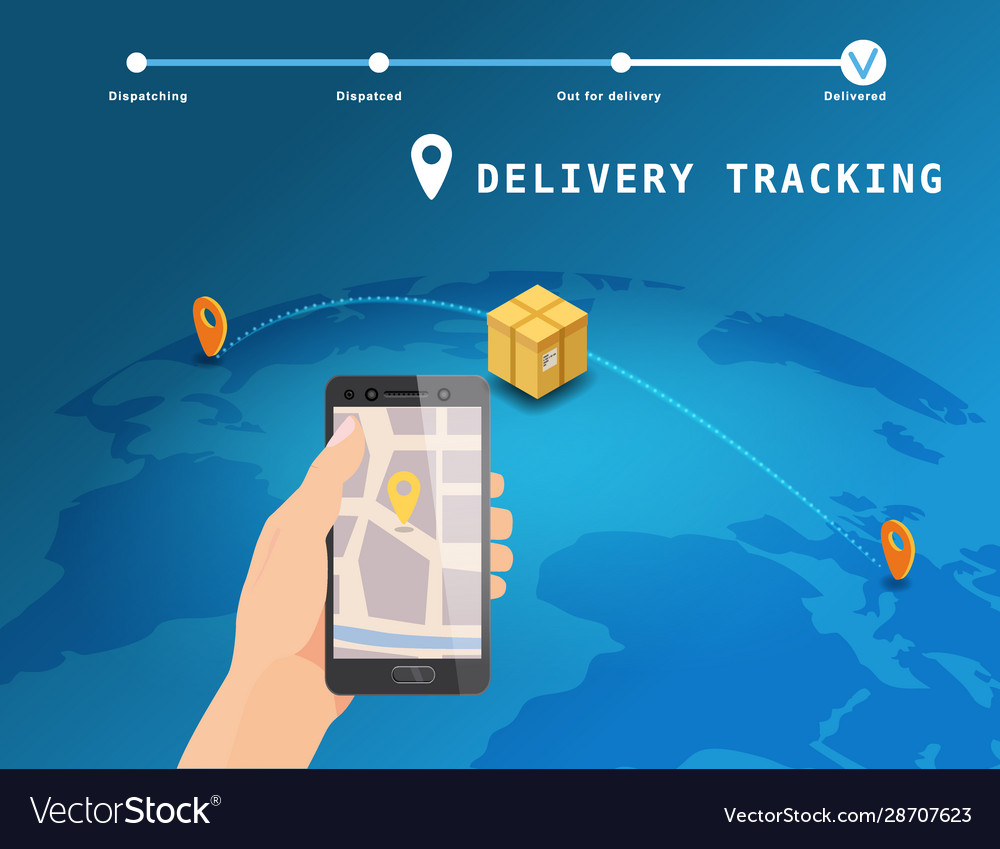 Dispatching Dispatced Out for delivery Delivered
DELIVERY TRACKING
VectorStock®
VectorStock.com/28707623